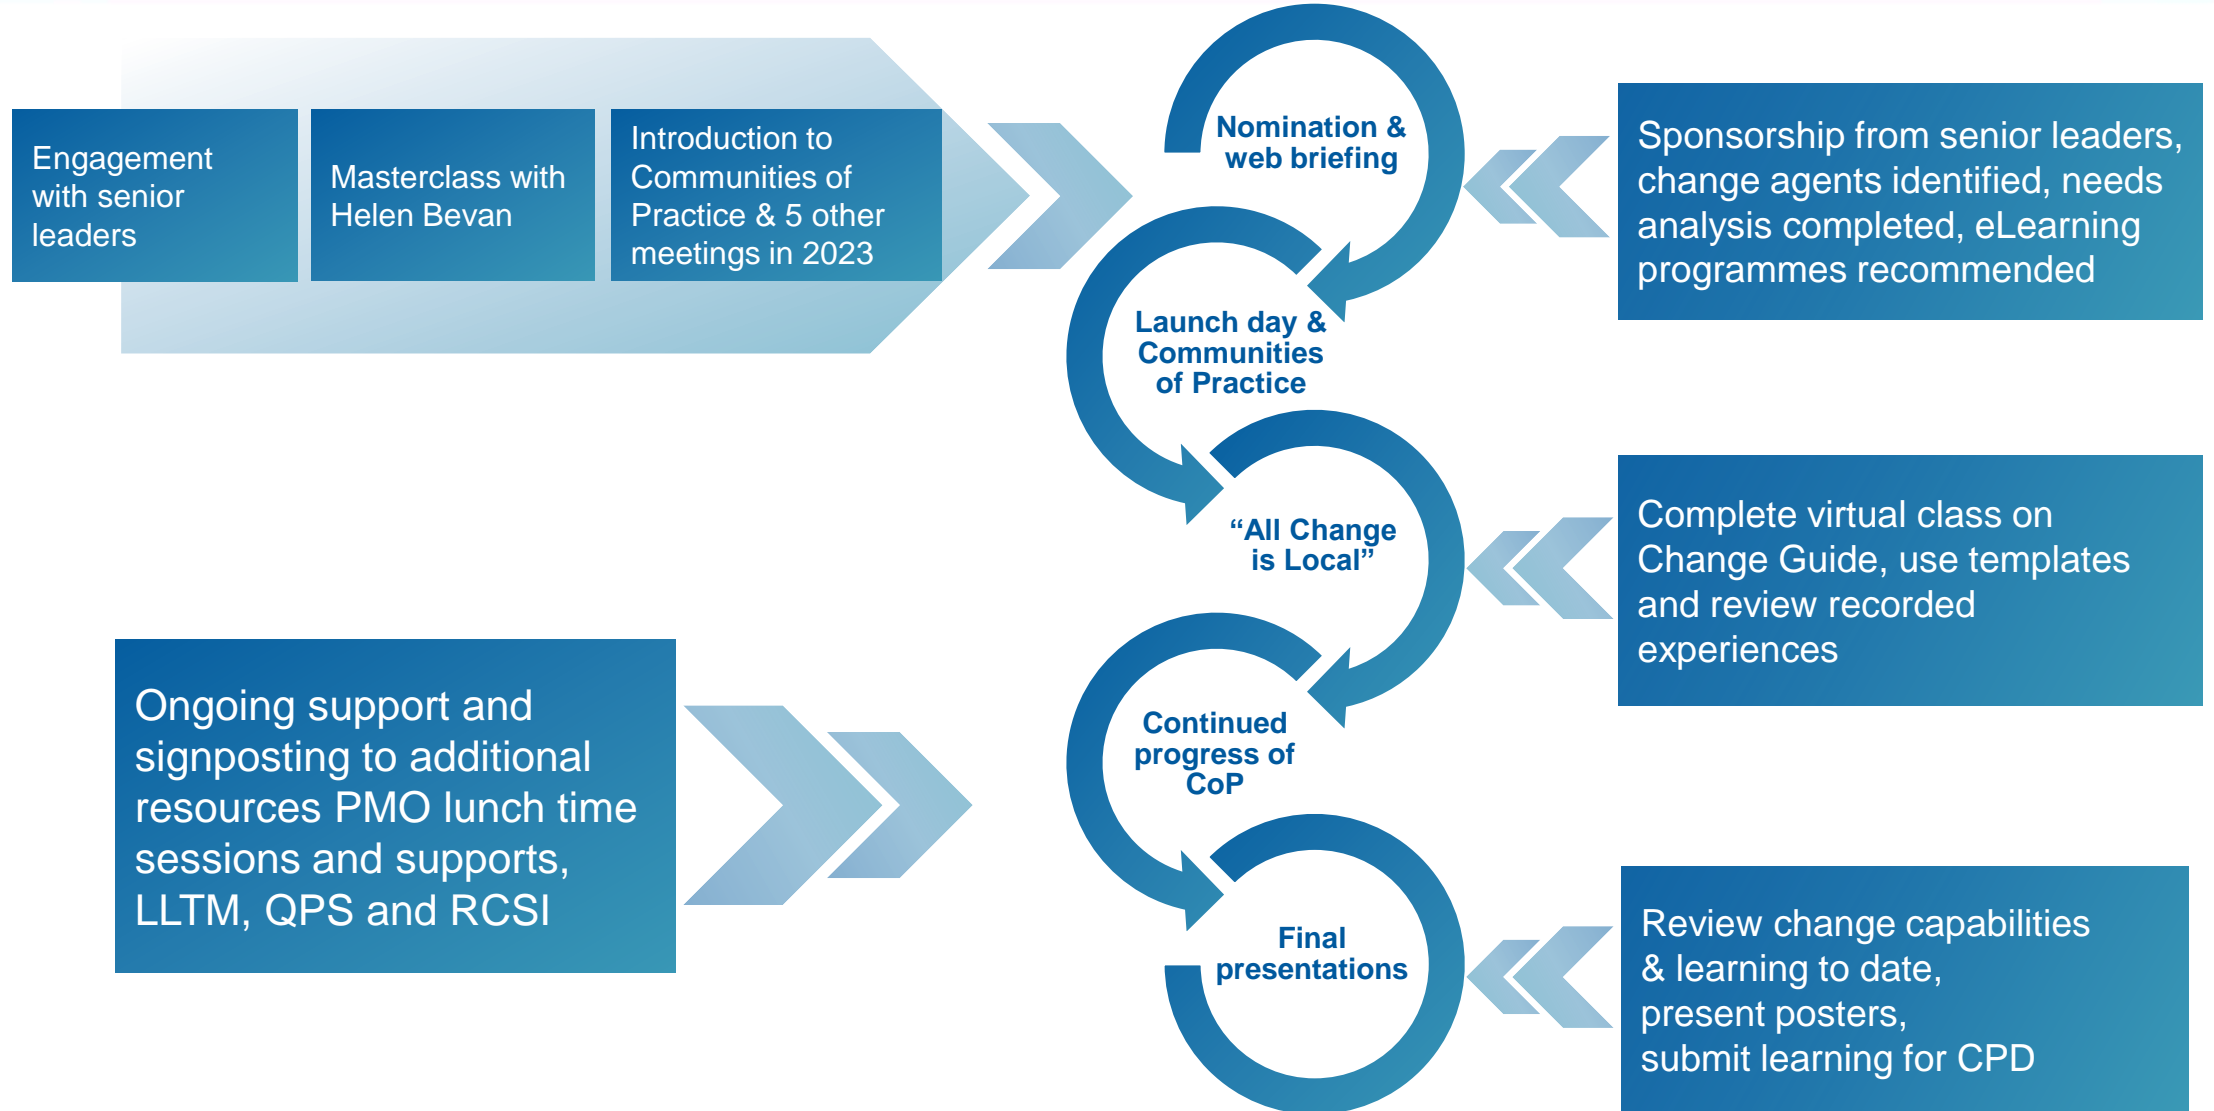 Engagement
with senior
leaders
Masterclass with
Helen Bevan
Introduction to
Communities of
Practice & 5 other
meetings in 2023
Nomination &
web briefing
Sponsorship from senior leaders,
change agents identified, needs
analysis completed, eLearning
programmes recommended
Launch day &
Communities
of Practice
“All Change
is Local”
Complete virtual class on
Change Guide, use templates
and review recorded
experiences
Ongoing support and
signposting to additional
resources PMO lunch time
sessions and supports,
LLTM, QPS and RCSI
Continued
progress of
CoP
Final
presentations
Review change capabilities
& learning to date,
present posters,
submit learning for CPD